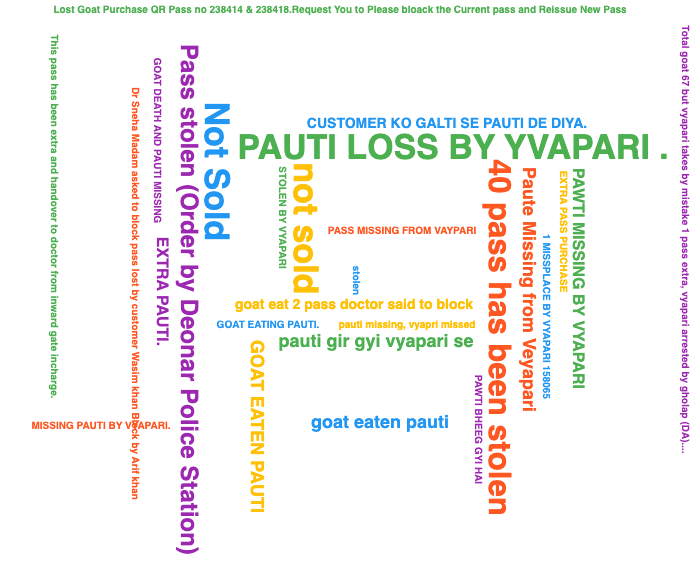 Lost Goat Purchase QR Pass no 238414 & 238418.Request You to Please bloack the Current pass and Reissue New Pass
This pass has been extra and handover to doctor from inward gate incharge.
MISSING PAUTI BY VYAPARI.
Dr Sneha Madam asked to block pass lost by customer Wasim khan Block by Arif khan
GOAT DEATH AND PAUTI MISSING
EXTRA PAUTI.
Pass stolen (Order by Deonar Police Station)
Not Sold
CUSTOMER KO GALTI SE PAUTI DE DIYA.
PAUTI LOSS BY YVAPARI .
STOLEN BY VYAPARI
not sold
PASS MISSING FROM VAYPARI
stolen
goat eat 2 pass doctor said to block
GOAT EATING PAUTI.
pauti missing, vyapri missed
pauti gir gyi vyapari se
GOAT EATEN PAUTI
goat eaten pauti
PAWTI BHEEG GYI HAI
40 pass has been stolen
Paute Missing from Veyapari
1 MISSPLACE BY VYAPARI 158065
EXTRA PASS PURCHASE
PAWTI MISSING BY VYAPARI
Total goat 67 but vyapari takes by mistake 1 pass extra, vyapari arrested by gholap (DA)....